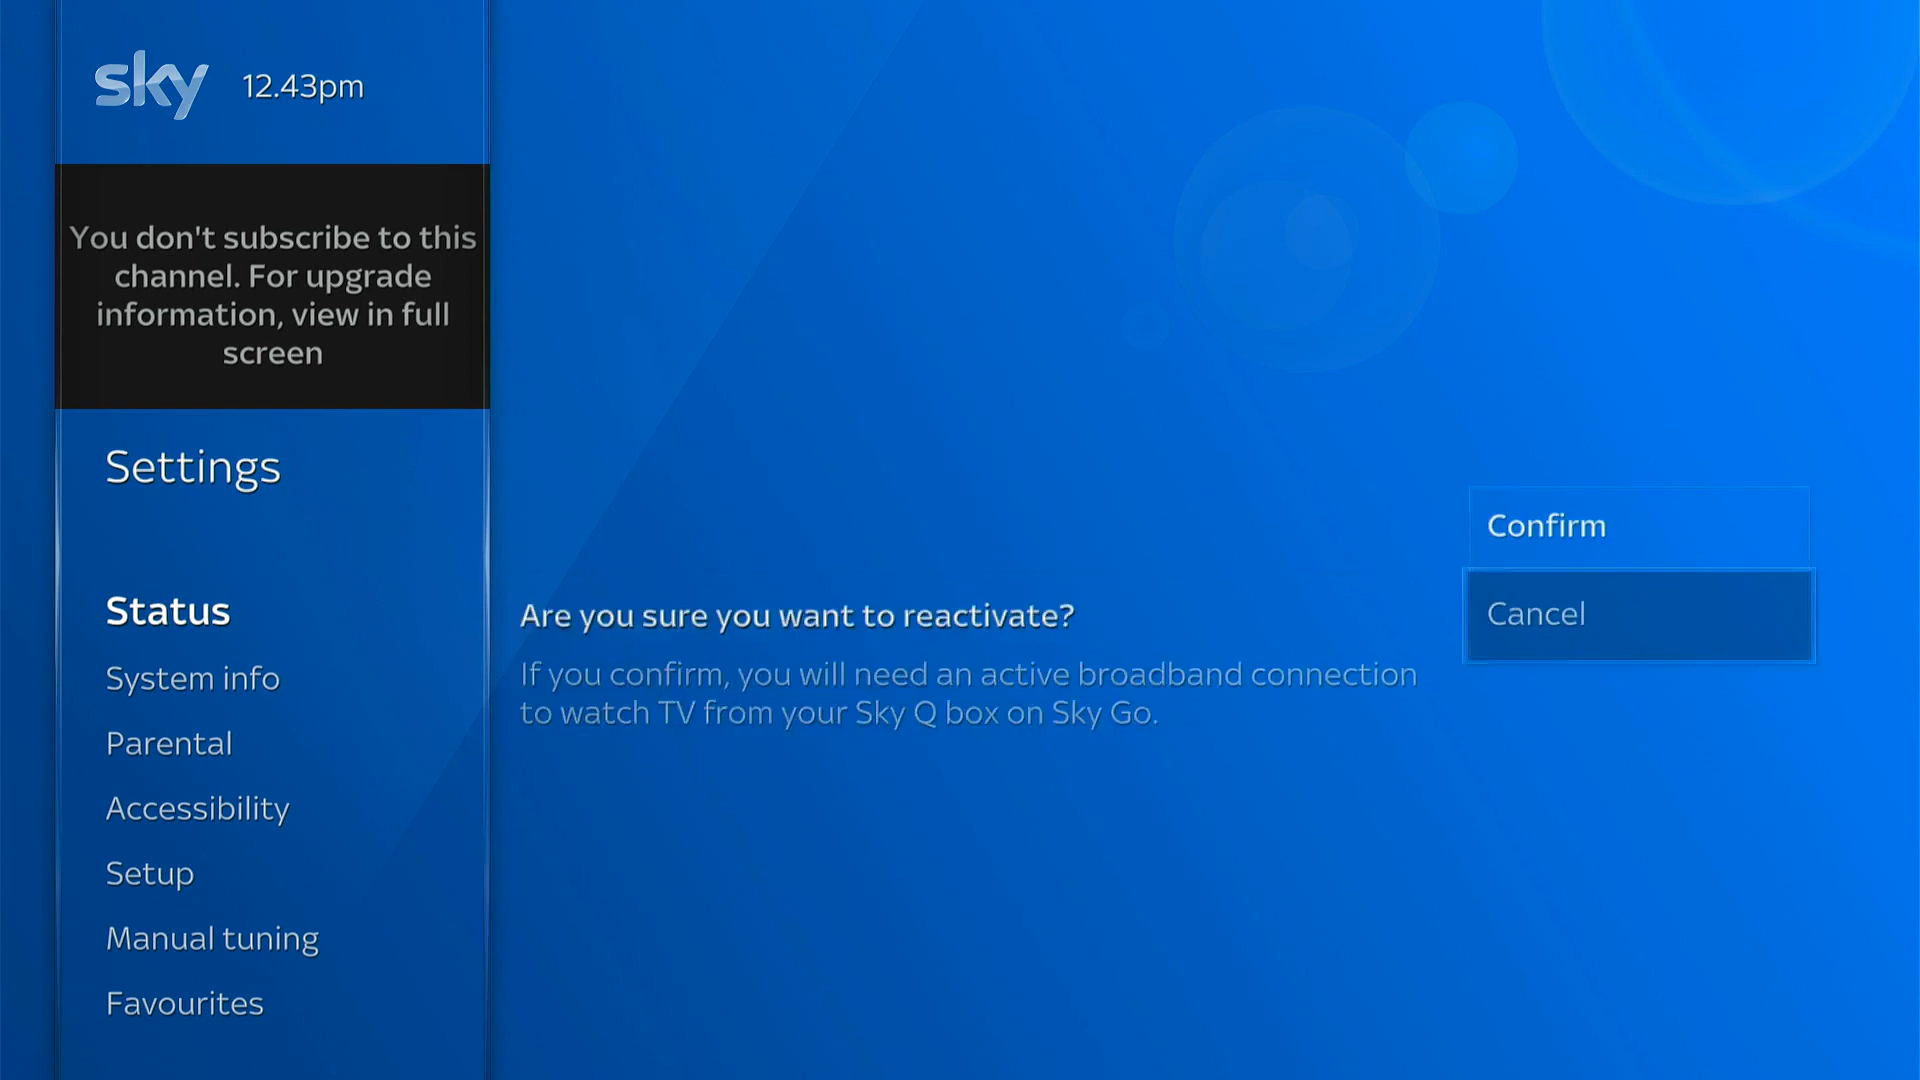 sky 12.43pm
You don't subscribe to this
channel. For upgrade
information, view in full
screen
Settings
Status
System info
Parental
Accessibility
Setup
Manual tuning
Favourites
Are you sure you want to reactivate?
If you confirm, you will need an active broadband connection
to watch TV from your Sky Q box on Sky Go.
Confirm
Cancel